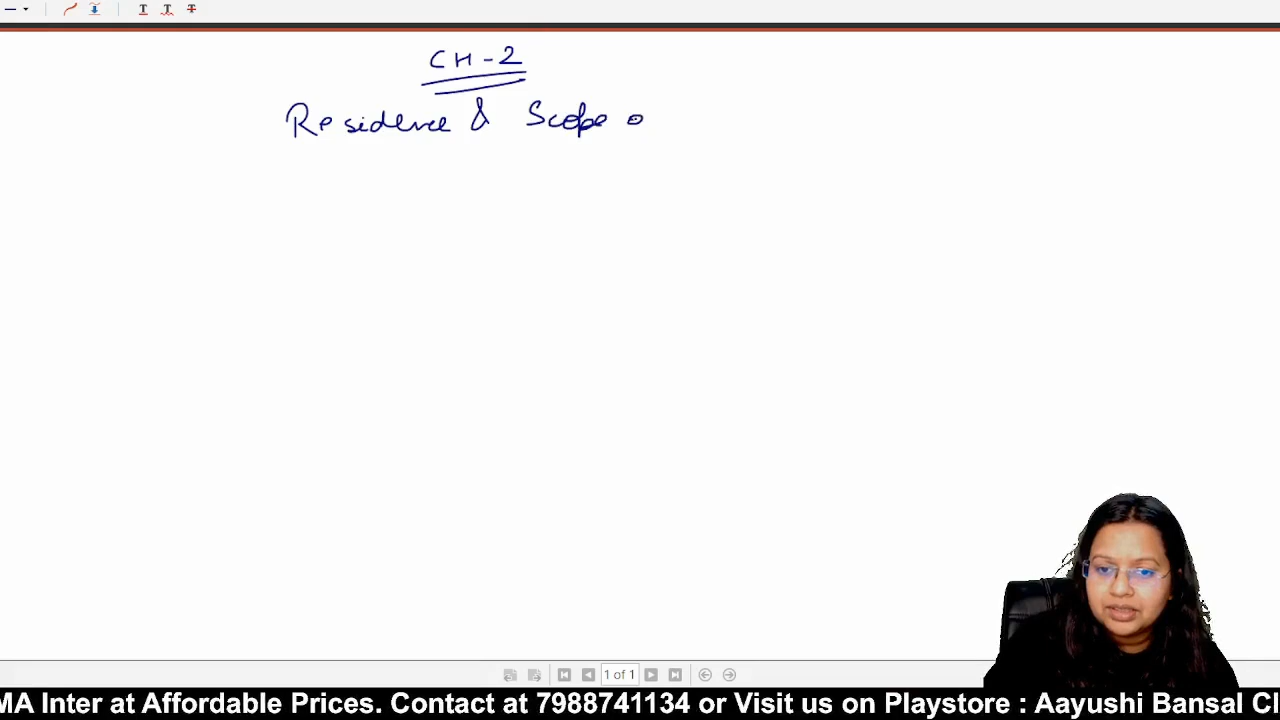 CH-2
Residence & Scope o
1 of 1
MA Inter at Affordable Prices. Contact at 7988741134 or Visit us on Playstore : Aayushi Bansal Cl